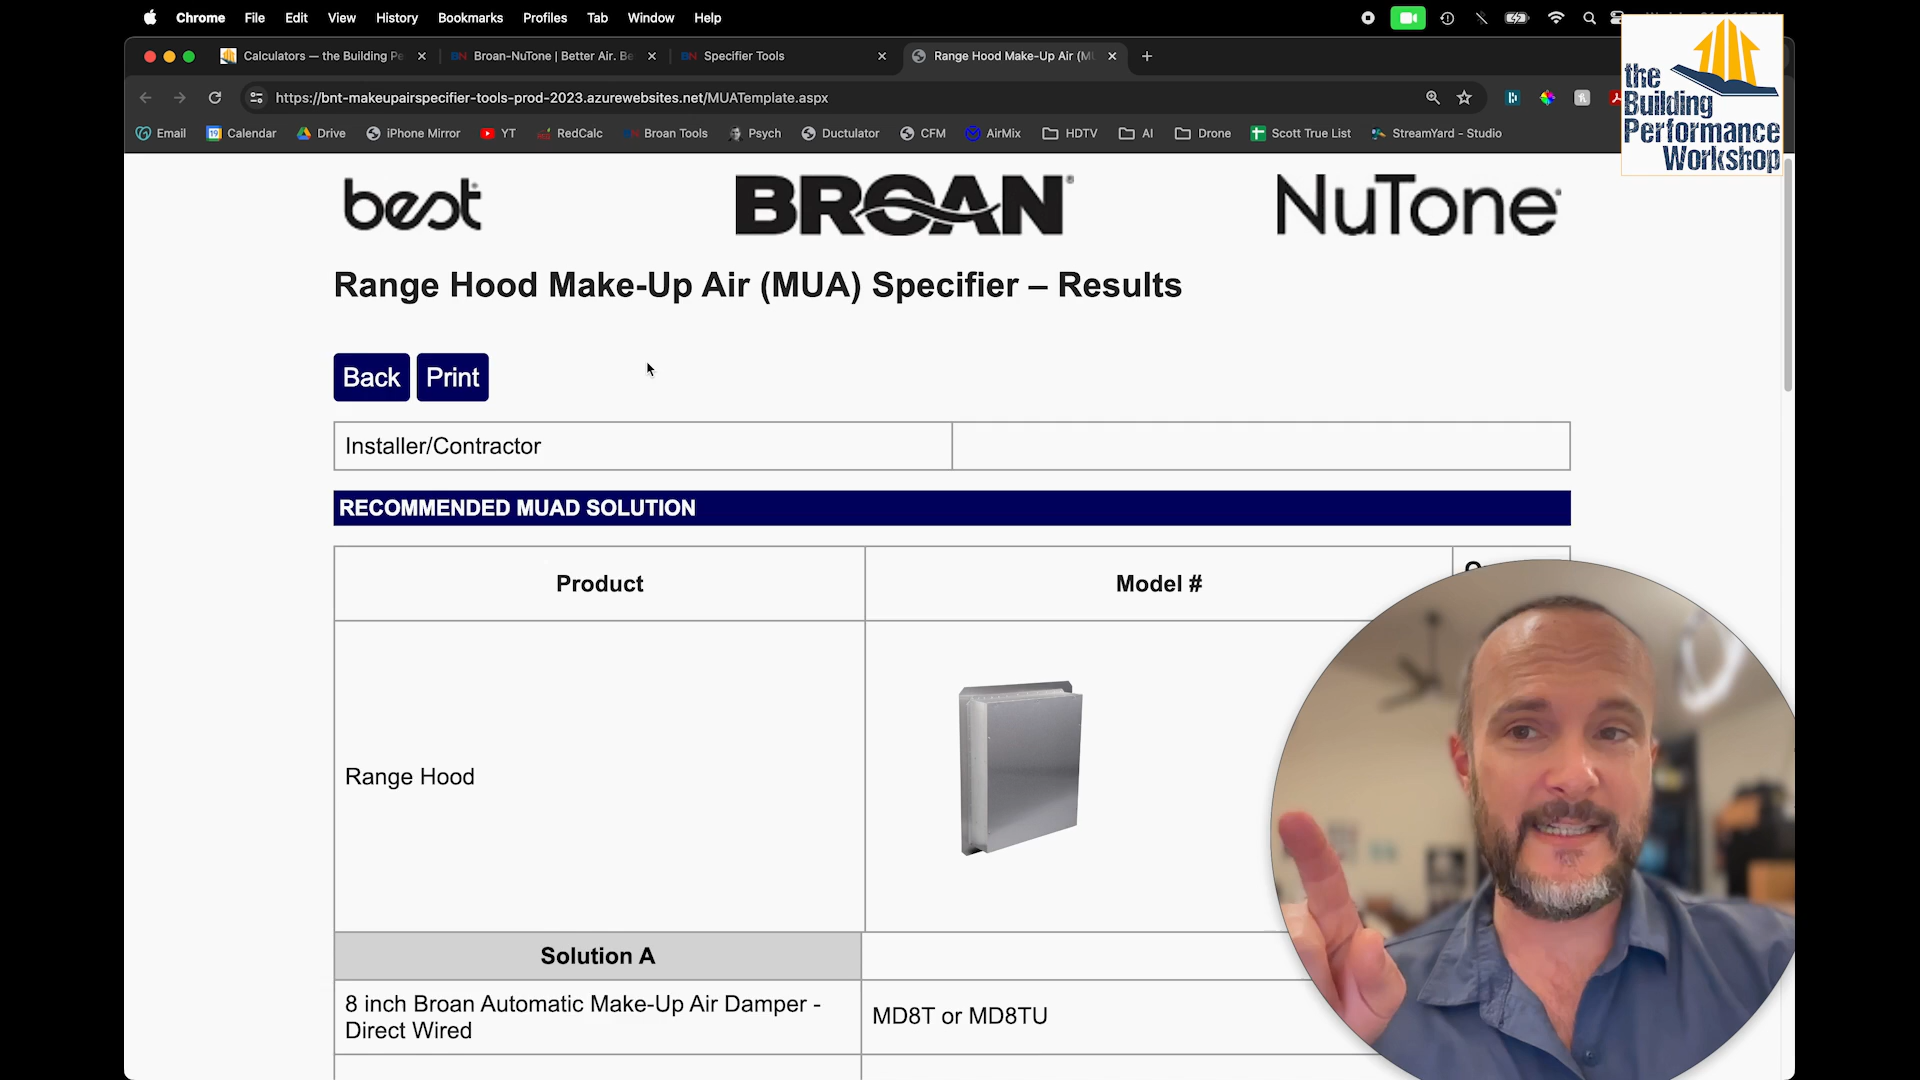 Chrome File Edit View History Bookmarks Profiles Tab Window Help
Calculators — the Building Pe
Broan-NuTone | Better Air. Be
Specifier Tools
Range Hood Make-Up Air (MU
https://bnt-makeupairspecifier-tools-prod-2023.azurewebsites.net/MUATemplate.aspx
Email Calendar Drive iPhone Mirror YT RedCalc Broan Tools Psych Ductulator CFM AirMix HDTV AI Drone Scott True List StreamYard - Studio
the
Building
Performance
Workshop
best
BROAN
NuTone
Range Hood Make-Up Air (MUA) Specifier – Results
Back Print
Installer/Contractor
RECOMMENDED MUAD SOLUTION
Product Model #
Range Hood
Solution A
8 inch Broan Automatic Make-Up Air Damper -
Direct Wired
MD8T or MD8TU